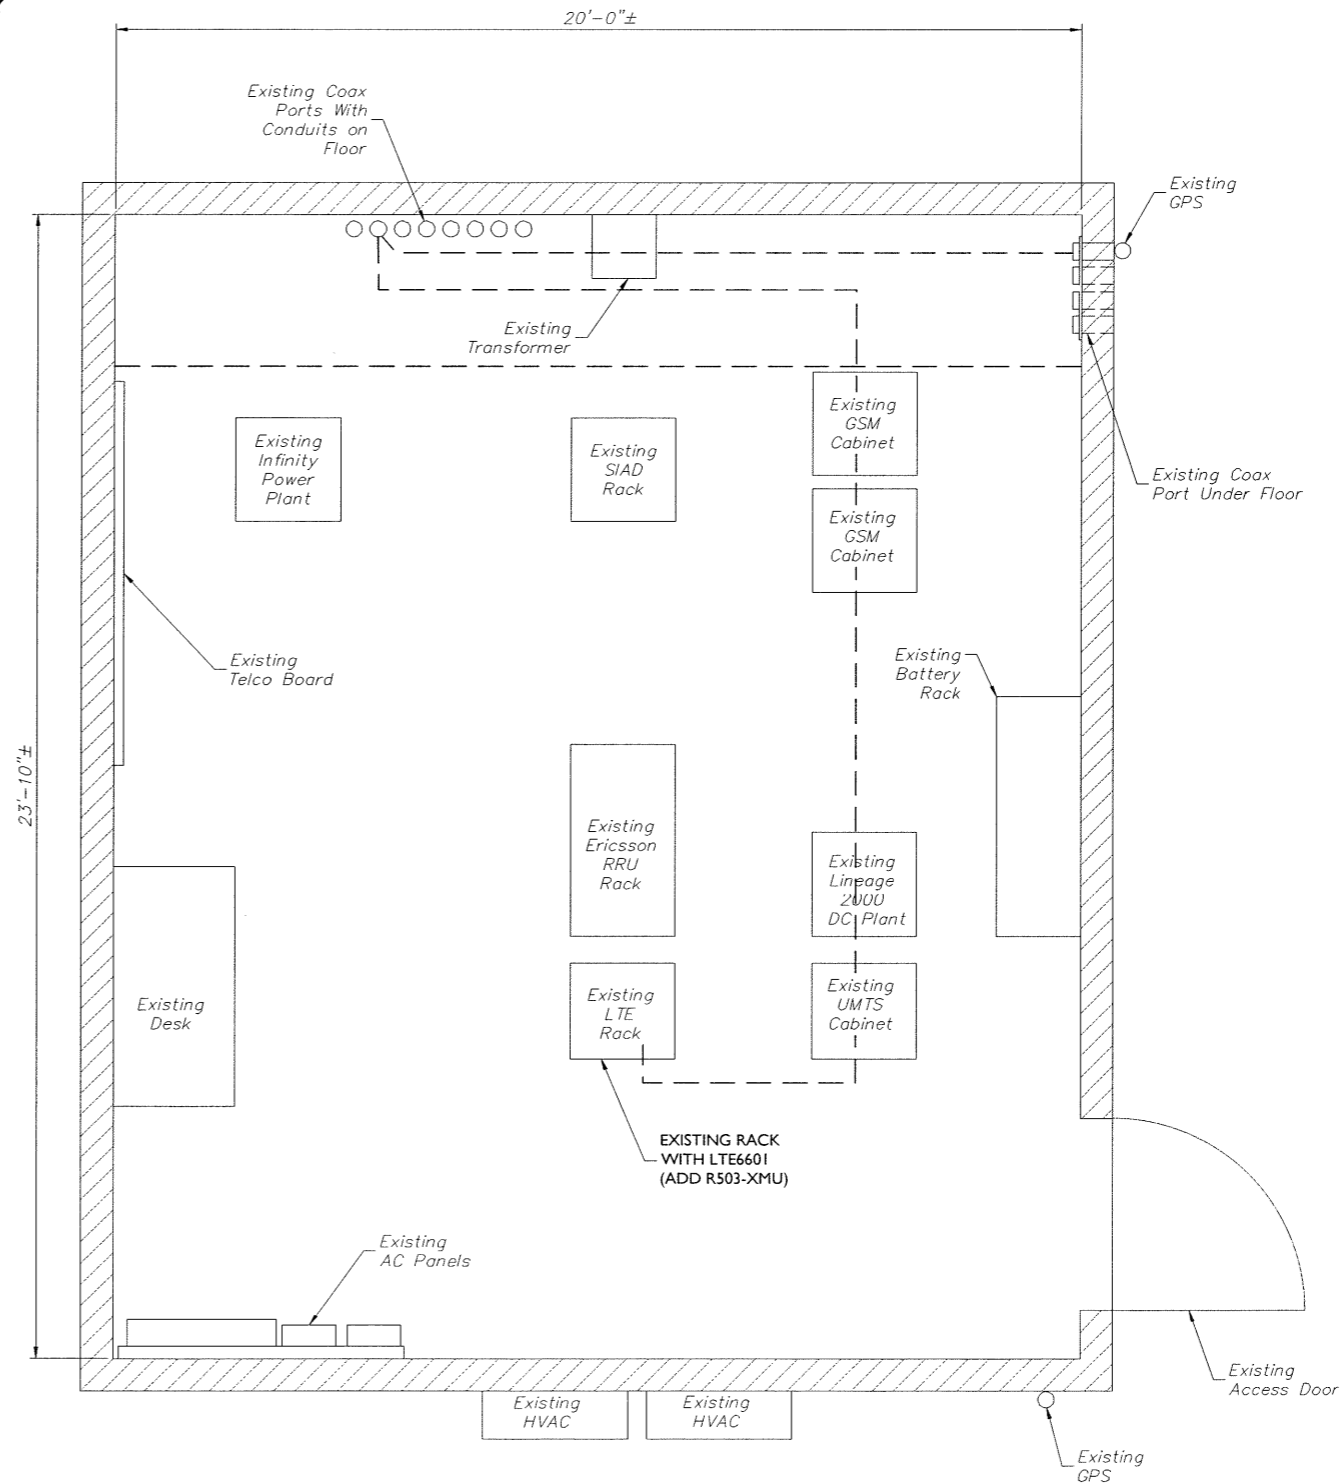 20'-0"±
Existing Coax
Ports With
Conduits on
Floor
Existing
GPS
Existing
Transformer
Existing
GSM
Cabinet
Existing
Infinity
Power
Plant
Existing
SIAD
Rack
Existing Coax
Port Under Floor
Existing
GSM
Cabinet
Existing
Telco Board
Existing
Battery
Rack
23'-10"±
Existing
Ericsson
RRU
Rack
Existing
Lineage
2000
DC Plant
Existing
Desk
Existing
LTE
Rack
Existing
UMTS
Cabinet
EXISTING RACK
WITH LTE6601
(ADD R503-XMU)
Existing
AC Panels
Existing
Access Door
Existing
HVAC
Existing
HVAC
Existing
GPS